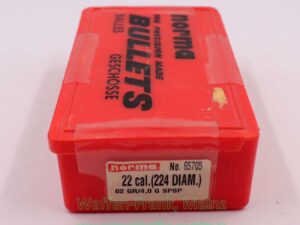 norma
PRECISION MADE
BULLETS
BALLES
GESCHOSSE
norma No. 65705
22 cal.(224 DIAM.)
62 GR/4,0 G SPSP
Waffen-Frank, Mainz